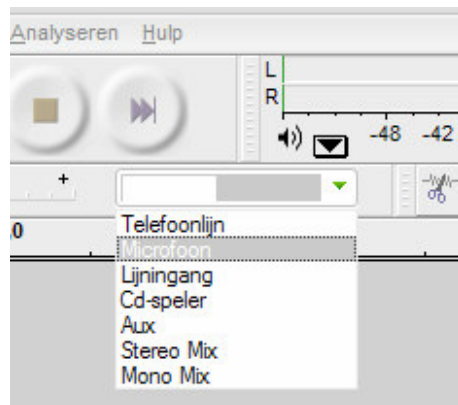 Analyseren Hulp
L
R
-48 -42
+
0
Telefoonlijn
Microfoon
Lijningang
Cd-speler
Aux
Stereo Mix
Mono Mix